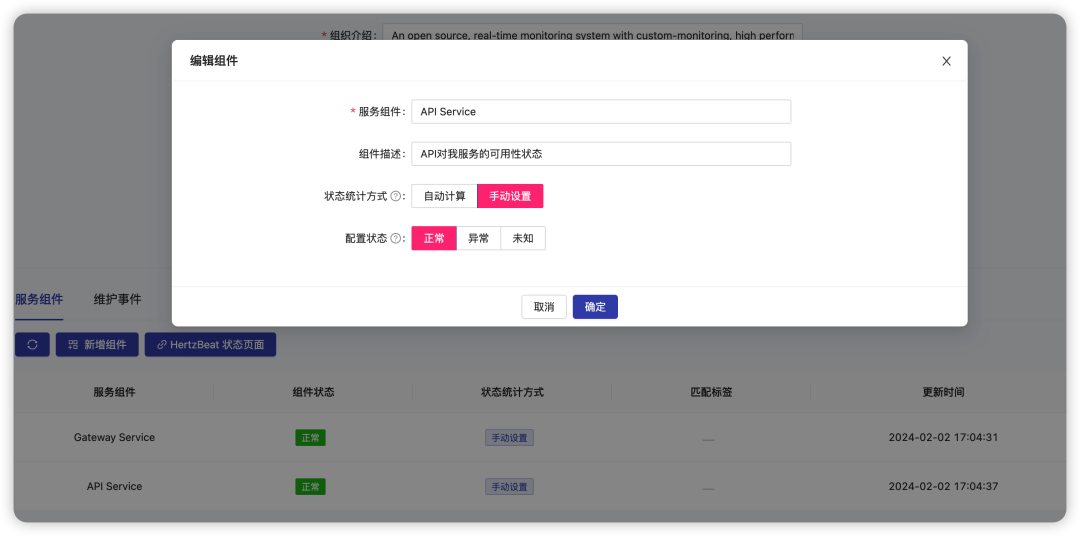 * 组织介绍: An open source, real-time monitoring system with custom-monitoring, high perforn
编辑组件
* 服务组件: API Service
组件描述: API对我服务的可用性状态
状态统计方式 ?: 自动计算 手动设置
配置状态 ?: 正常 异常 未知
取消 确定
服务组件 维护事件
新增组件 HertzBeat 状态页面
服务组件 组件状态 状态统计方式 匹配标签 更新时间
Gateway Service 正常 手动设置 __ 2024-02-02 17:04:31
API Service 正常 手动设置 __ 2024-02-02 17:04:37